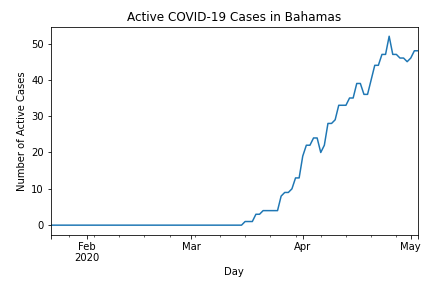 Active COVID-19 Cases in Bahamas
Number of Active Cases
50
40
30
20
10
0
Feb
2020
Mar
Apr
May
Day